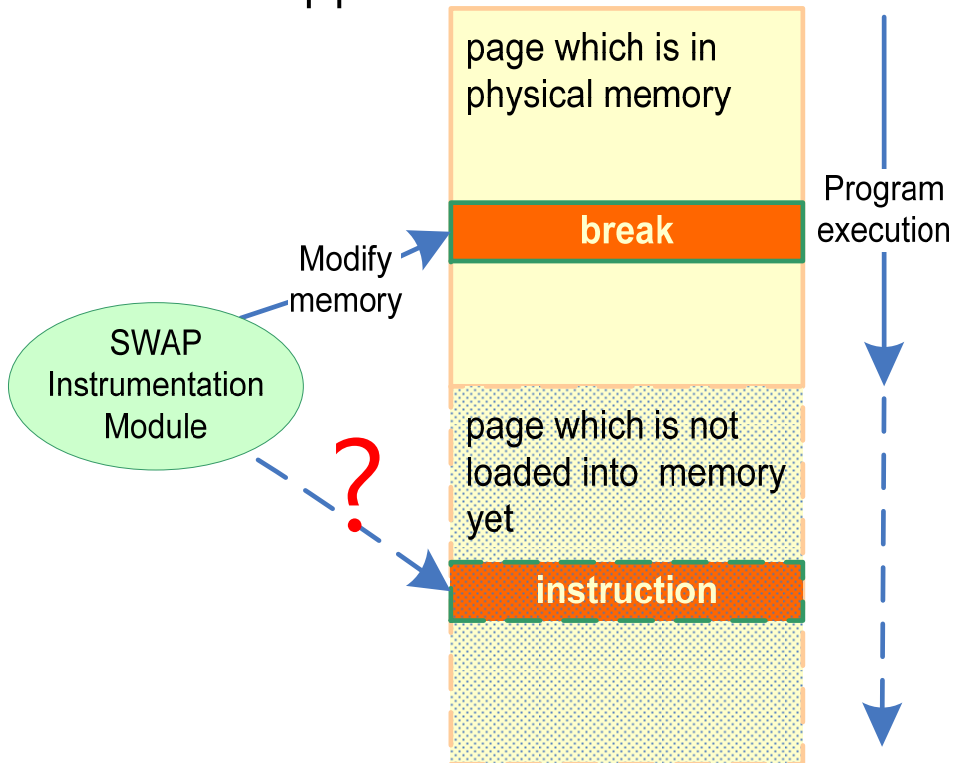 page which is in
physical memory
Program
execution
break
Modify
memory
SWAP
Instrumentation
Module
page which is not
loaded into memory
yet
?
instruction